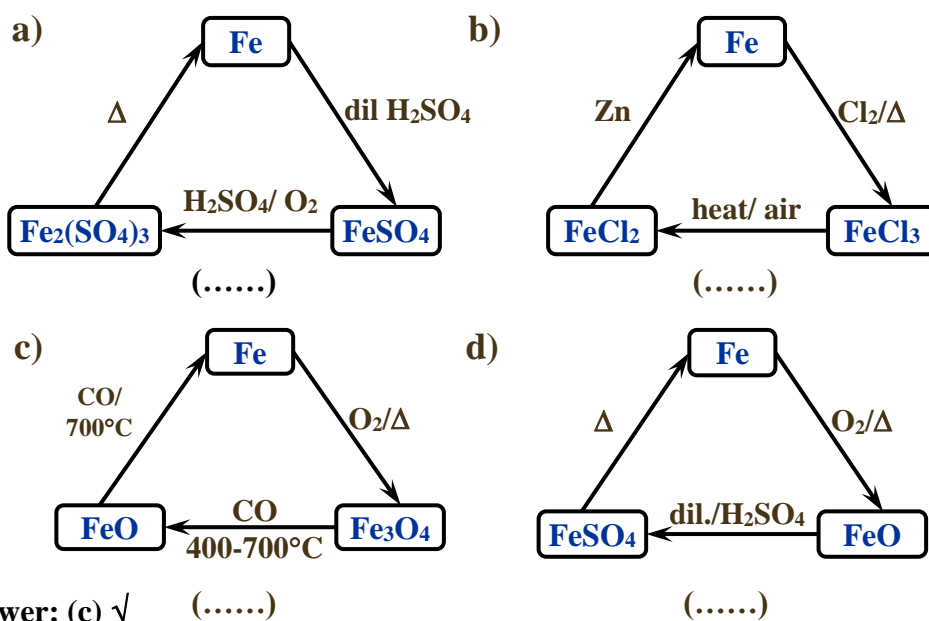 a)
Fe
Δ
dil H₂SO₄
H₂SO₄/ O₂
Fe₂(SO₄)₃
FeSO₄
(……)
b)
Fe
Zn
Cl₂/Δ
heat/ air
FeCl₂
FeCl₃
(……)
c)
Fe
CO/
700°C
O₂/Δ
CO
FeO
Fe₃O₄
400-700°C
(……)
d)
Fe
Δ
O₂/Δ
dil./H₂SO₄
FeSO₄
FeO
(……)
wer: (c) √